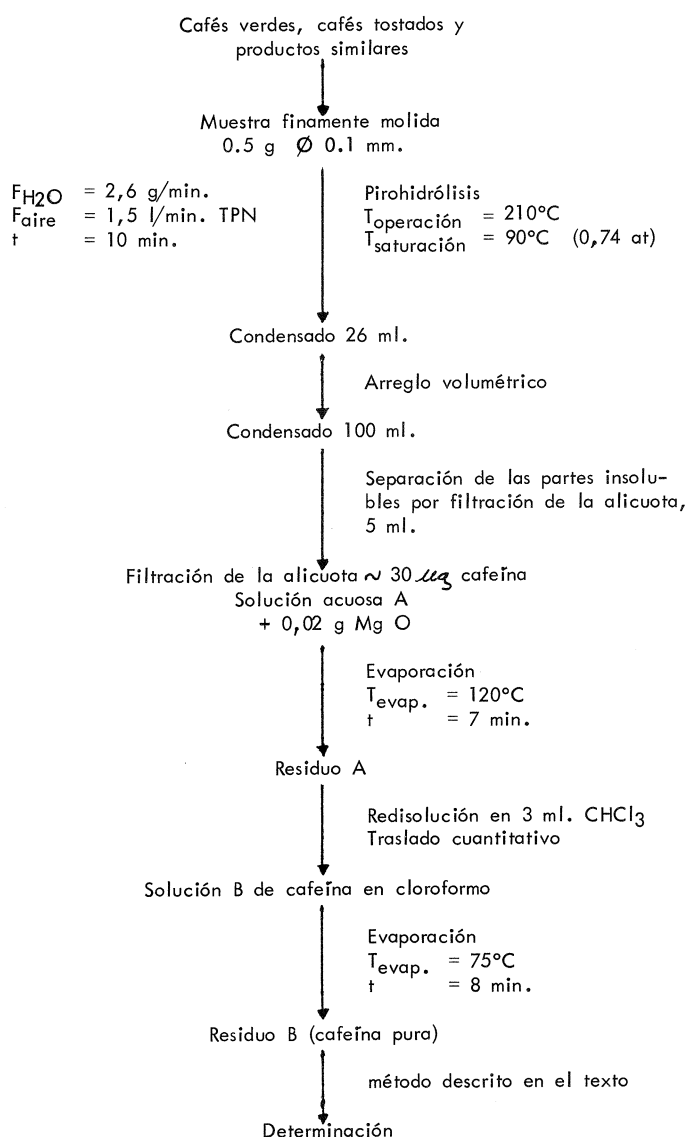 Cafés verdes, cafés tostados y
productos similares
Muestra finamente molida
0.5 g Ø 0.1 mm.
FH2O = 2,6 g/min.
Faire = 1,5 l/min. TPN
t = 10 min.
Pirohidrólisis
Toperación = 210°C
Tsaturación = 90°C (0,74 at)
Condensado 26 ml.
Arreglo volumétrico
Condensado 100 ml.
Separación de las partes insolu-
bles por filtración de la alicuota,
5 ml.
Filtración de la alicuota ~ 30 µg cafeína
Solución acuosa A
+ 0,02 g Mg O
Evaporación
Tevap. = 120°C
t = 7 min.
Residuo A
Redisolución en 3 ml. CHCl3
Traslado cuantitativo
Solución B de cafeína en cloroformo
Evaporación
Tevap. = 75°C
t = 8 min.
Residuo B (cafeína pura)
método descrito en el texto
Determinación